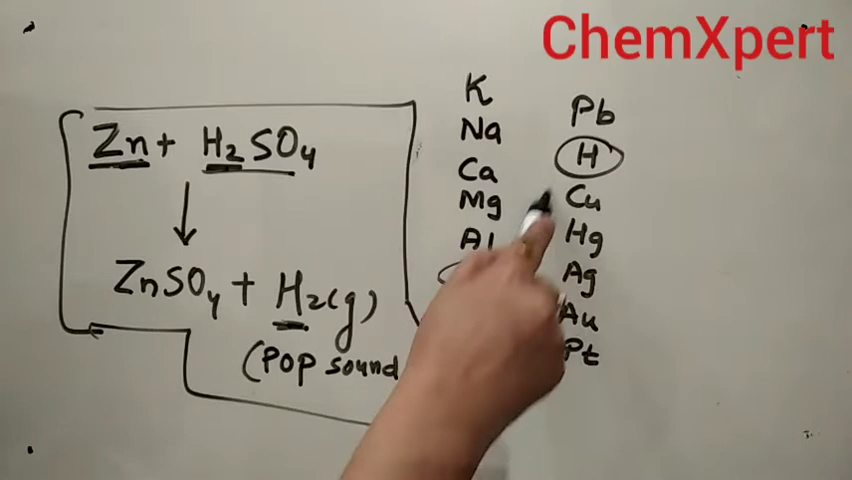 ChemXpert
Zn + H2SO4
↓
ZnSO4 + H2(g)
(POP sound
K
Na
Ca
Mg
Al
Pb
H
Cu
Hg
Ag
Au
Pt